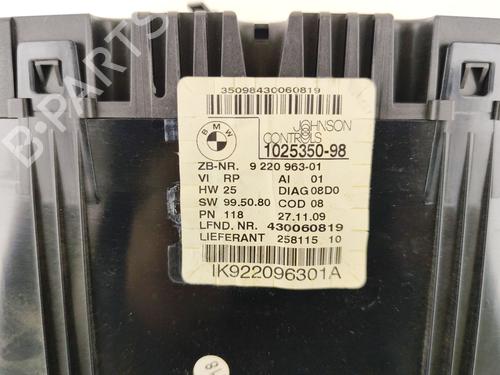 B-PARTS
35098430060819
BMW
JOHNSON
CONTROLS
1025350-98
ZB-NR. 9 220 963-01
VI RP AI 01
HW 25 DIAG 08D0
SW 99.50.80 COD 08
PN 118 27.11.09
LFND. NR. 430060819
LIEFERANT 258115 10
IK922096301A